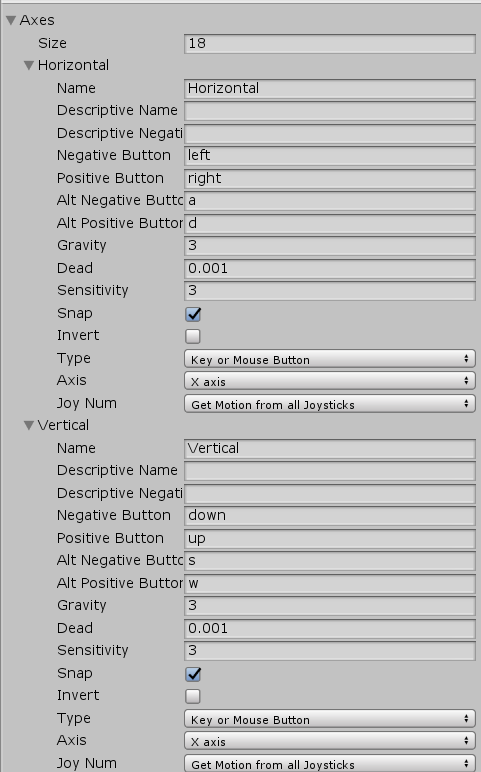 Axes
Size 18
Horizontal
Name Horizontal
Descriptive Name
Descriptive Negati
Negative Button left
Positive Button right
Alt Negative Butto a
Alt Positive Button d
Gravity 3
Dead 0.001
Sensitivity 3
Snap
Invert
Type Key or Mouse Button
Axis X axis
Joy Num Get Motion from all Joysticks
Vertical
Name Vertical
Descriptive Name
Descriptive Negati
Negative Button down
Positive Button up
Alt Negative Butto s
Alt Positive Button w
Gravity 3
Dead 0.001
Sensitivity 3
Snap
Invert
Type Key or Mouse Button
Axis X axis
Joy Num Get Motion from all Joysticks